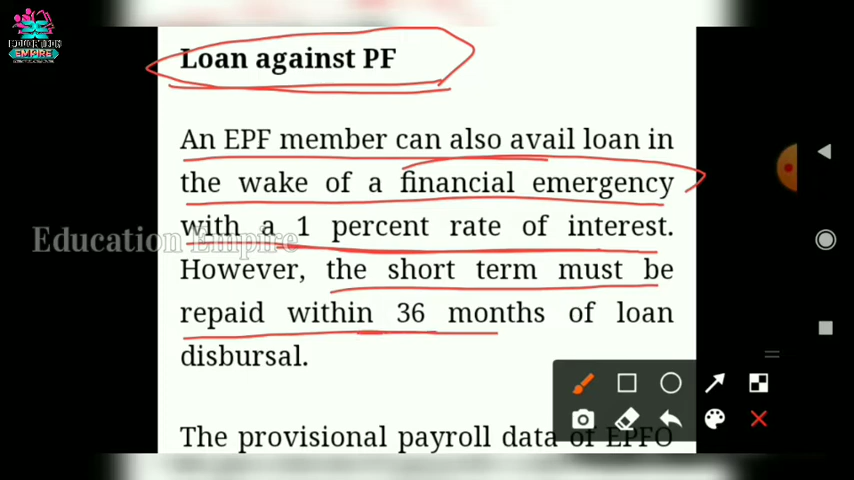 EDUCATION
EMPIRE
Loan against PF
An EPF member can also avail loan in
the wake of a financial emergency
with a 1 percent rate of interest.
Education Empire
However, the short term must be
repaid within 36 months of loan
disbursal.
The provisional payroll data of EPFO